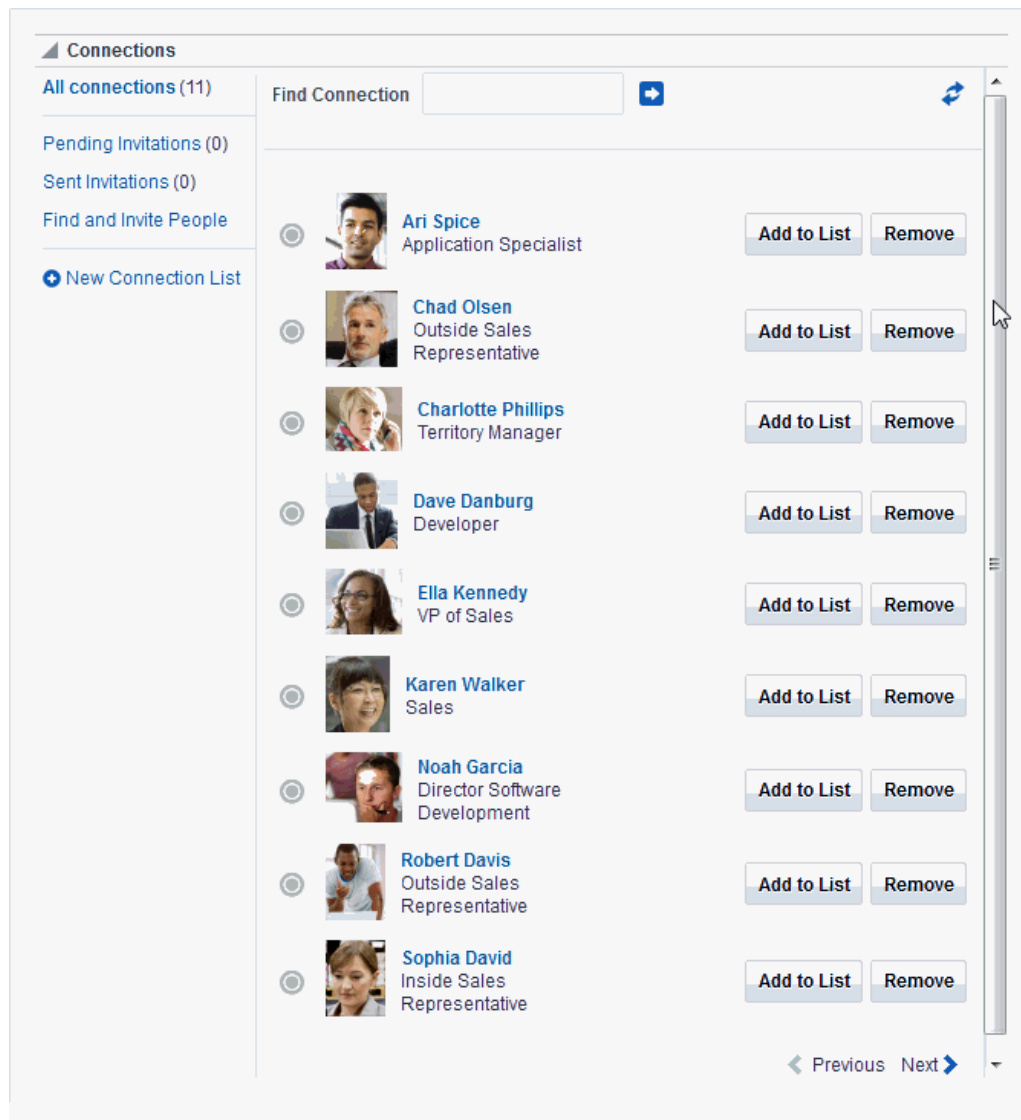 Connections
All connections (11)
Pending Invitations (0)
Sent Invitations (0)
Find and Invite People
New Connection List
Find Connection
Ari Spice
Application Specialist
Add to List Remove
Chad Olsen
Outside Sales
Representative
Add to List Remove
Charlotte Phillips
Territory Manager
Add to List Remove
Dave Danburg
Developer
Add to List Remove
Ella Kennedy
VP of Sales
Add to List Remove
Karen Walker
Sales
Add to List Remove
Noah Garcia
Director Software
Development
Add to List Remove
Robert Davis
Outside Sales
Representative
Add to List Remove
Sophia David
Inside Sales
Representative
Add to List Remove
Previous Next